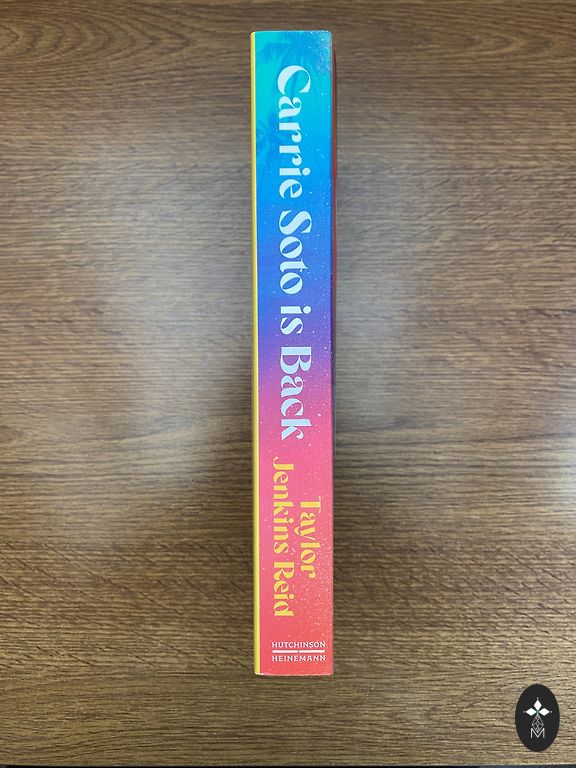 Carrie Soto is Back
Taylor
Jenkins Reid
HUTCHINSON
HEINEMANN
M